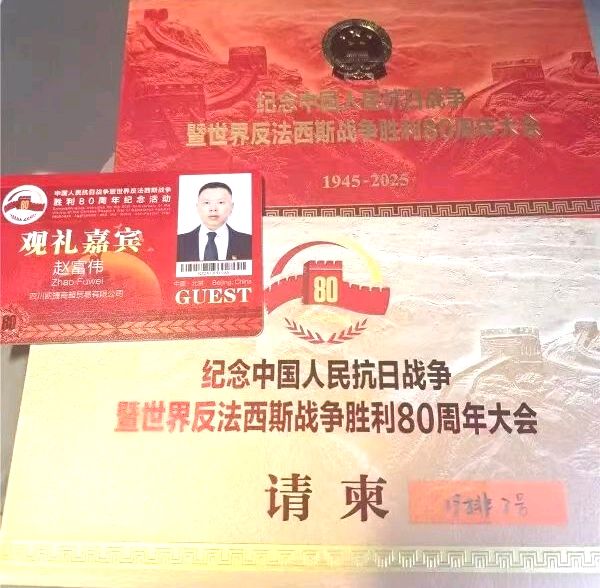 纪念中国人民抗日战争
暨世界反法西斯战争胜利80周年大会
1945-2025
80
中国人民抗日战争暨世界反法西斯战争
胜利80周年纪念活动
观礼嘉宾
赵富伟
Zhao Fuwei
中国·北京 Beijing, China
GUEST
80
80
纪念中国人民抗日战争
暨世界反法西斯战争胜利80周年大会
请柬